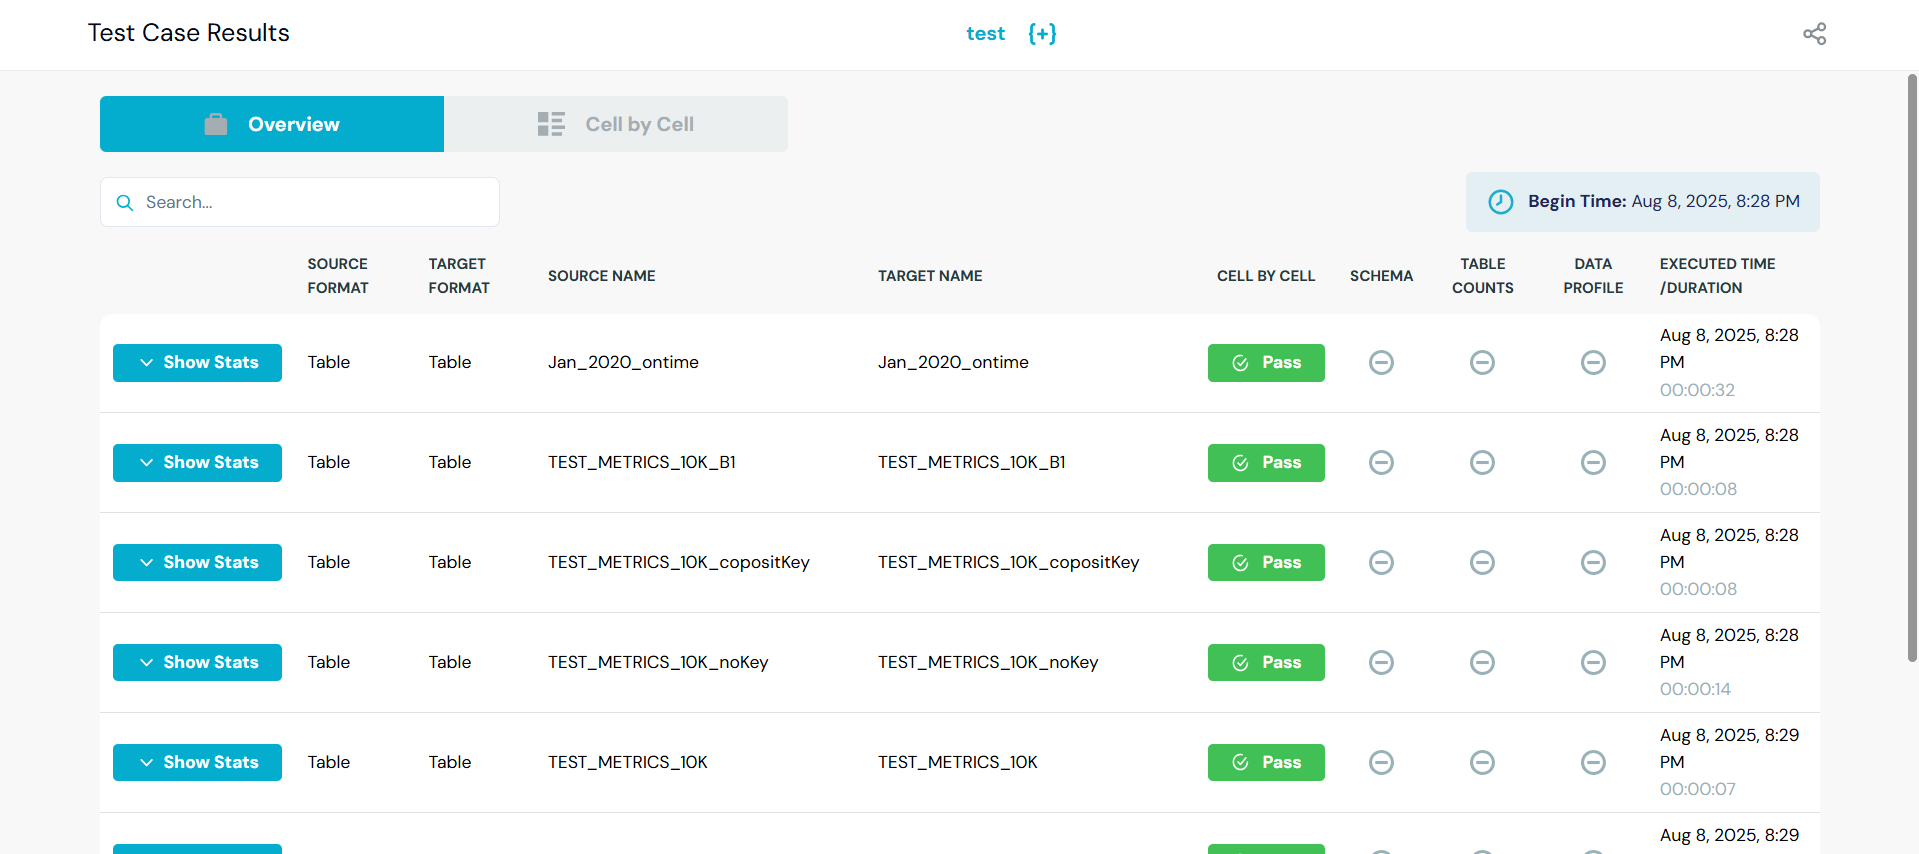 Test Case Results
test {+}
Overview
Cell by Cell
Search...
Begin Time: Aug 8, 2025, 8:28 PM
SOURCE FORMAT
TARGET FORMAT
SOURCE NAME
TARGET NAME
CELL BY CELL
SCHEMA
TABLE COUNTS
DATA PROFILE
EXECUTED TIME /DURATION
Show Stats Table Table Jan_2020_ontime Jan_2020_ontime Pass Aug 8, 2025, 8:28 PM
00:00:32
Show Stats Table Table TEST_METRICS_10K_B1 TEST_METRICS_10K_B1 Pass Aug 8, 2025, 8:28 PM
00:00:08
Show Stats Table Table TEST_METRICS_10K_copositKey TEST_METRICS_10K_copositKey Pass Aug 8, 2025, 8:28 PM
00:00:08
Show Stats Table Table TEST_METRICS_10K_noKey TEST_METRICS_10K_noKey Pass Aug 8, 2025, 8:28 PM
00:00:14
Show Stats Table Table TEST_METRICS_10K TEST_METRICS_10K Pass Aug 8, 2025, 8:29 PM
00:00:07
Aug 8, 2025, 8:29